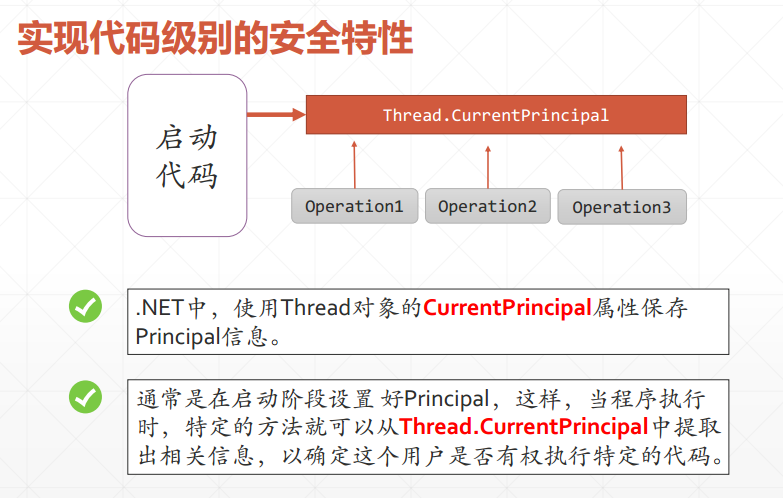 实现代码级别的安全特性
启动
代码
Thread.CurrentPrincipal
Operation1
Operation2
Operation3
.NET中，使用Thread对象的CurrentPrincipal属性保存
Principal信息。
通常是在启动阶段设置 好Principal，这样，当程序执行
时，特定的方法就可以从Thread.CurrentPrincipal中提取
出相关信息，以确定这个用户是否有权执行特定的代码。